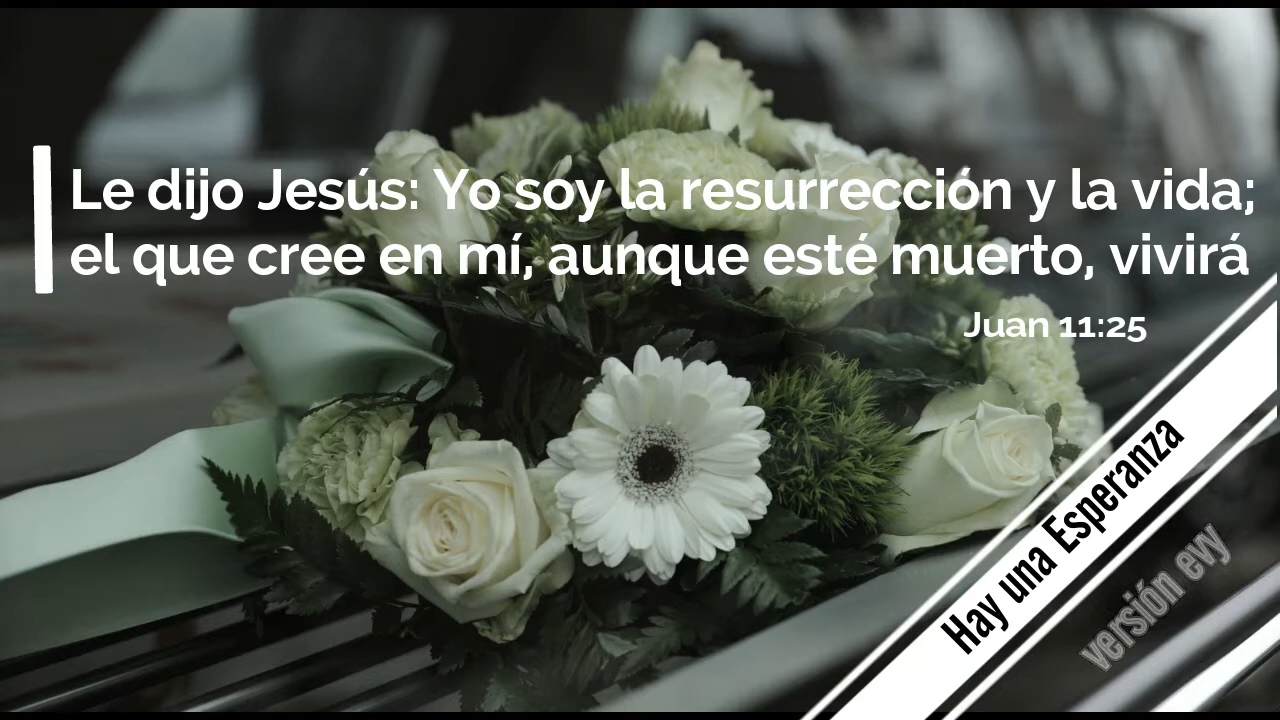 Le dijo Jesús: Yo soy la resurrección y la vida;
el que cree en mí, aunque esté muerto, vivirá
Juan 11:25
Hay una Esperanza
versión evy